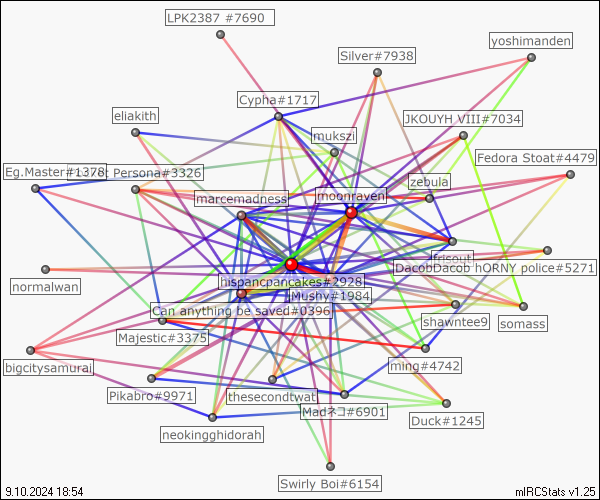 LPK2387 #7690
yoshimanden
Silver#7938
Cypha#1717
eliakith
JKOUYH VIII#7034
mukszi
Fedora Stoat#4479
Eg.Master#1378
Persona#3326
zebula
marcemadness
moonraven
frisout
DacobDacob
hORNY police#5271
hispancpancakes#2928
normalwan
Mushy#1984
Can anything be saved#0396
shawntee9
somass
Majestic#3375
bigcitysamurai
ming#4742
Pikabro#9971
thesecondtwat
Madネコ#6901
Duck#1245
neokingghidorah
Swirly Boi#6154
9.10.2024 18:54
mIRCStats v1.25